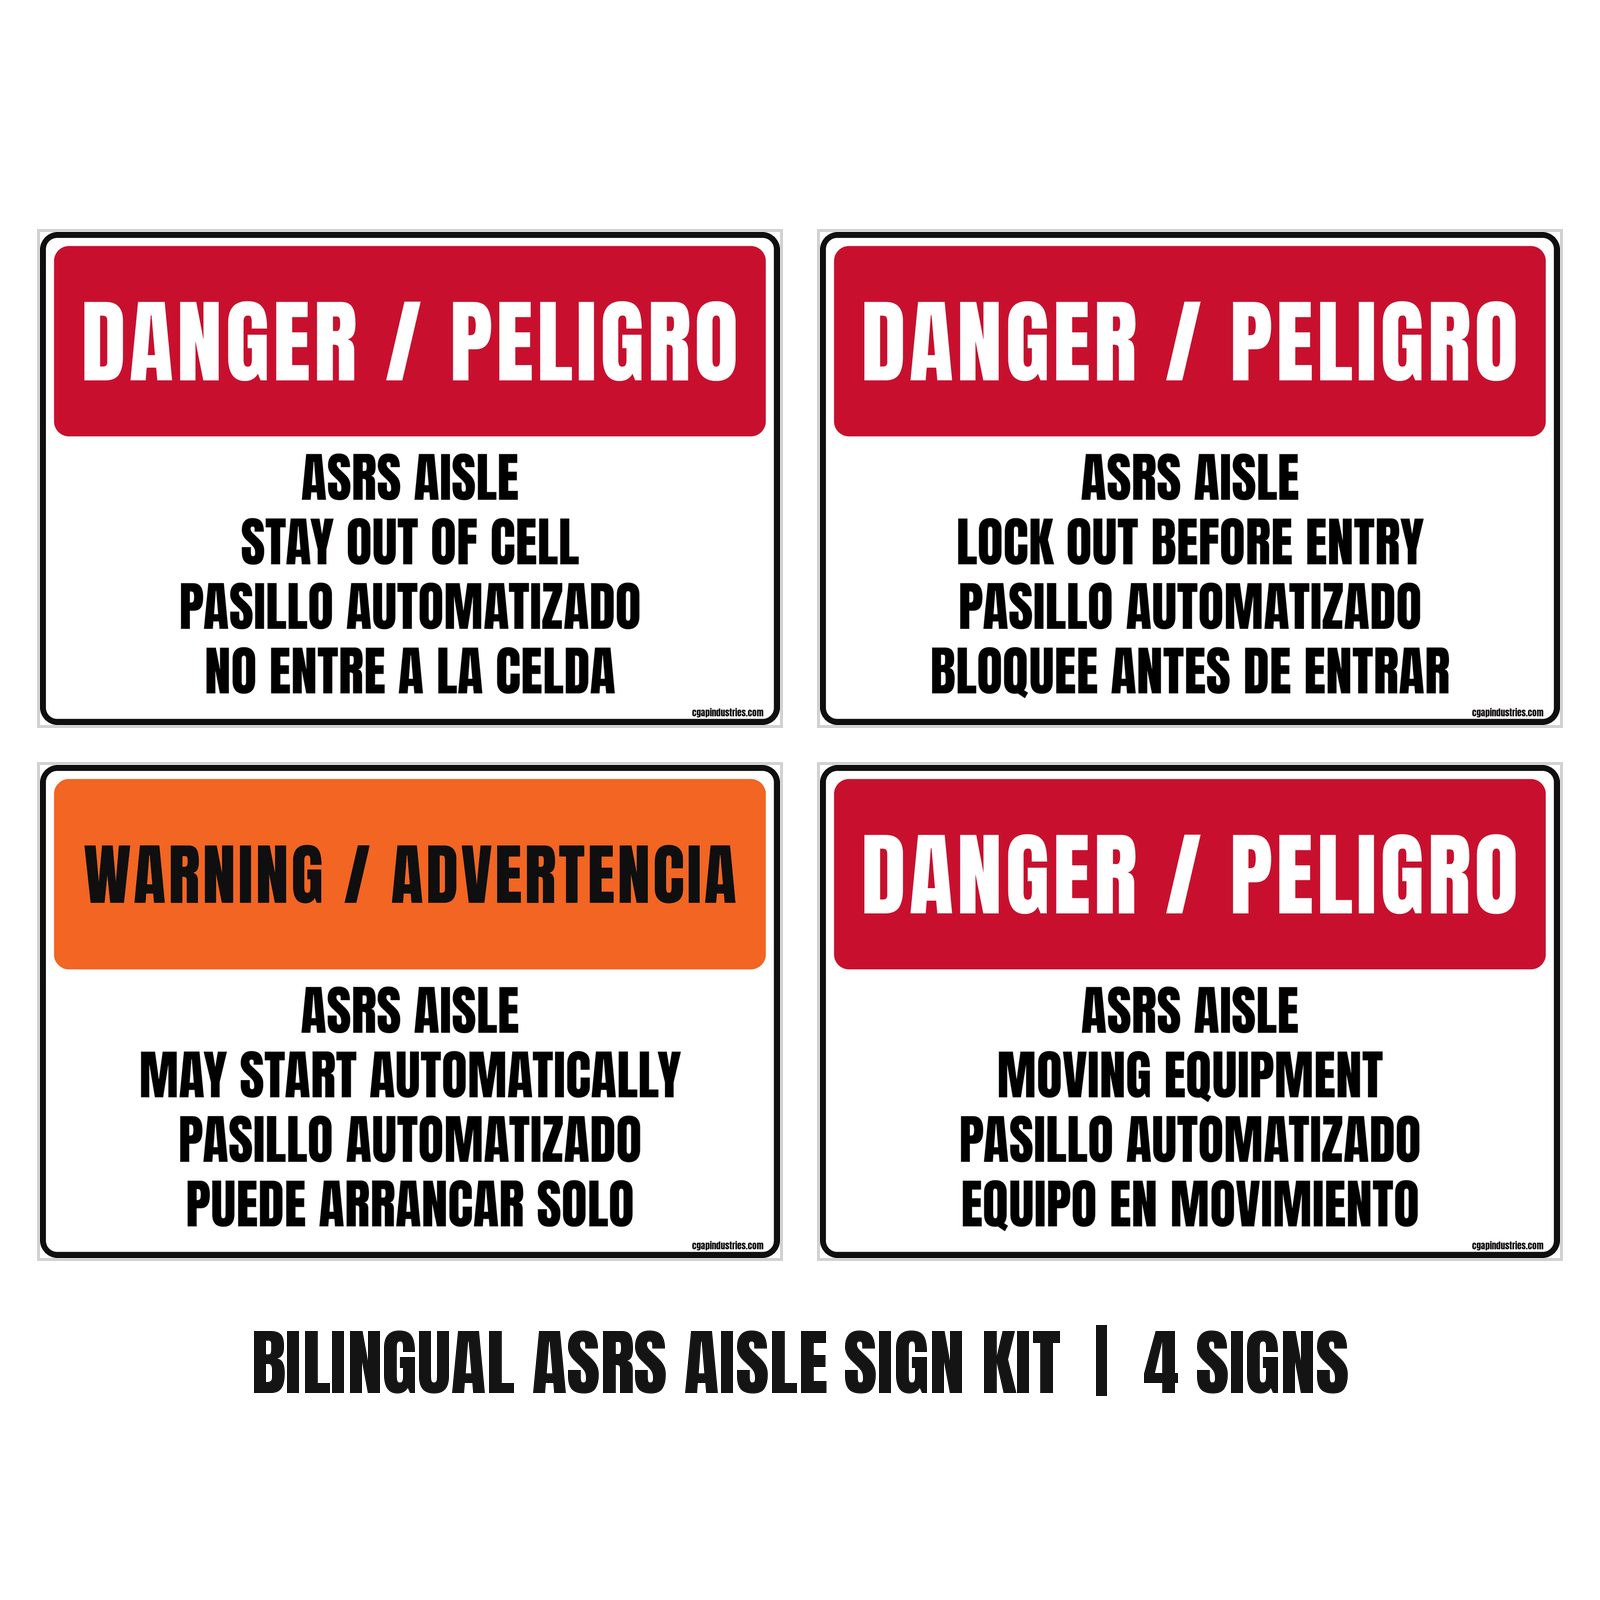 DANGER / PELIGRO
ASRS AISLE
STAY OUT OF CELL
PASILLO AUTOMATIZADO
NO ENTRE A LA CELDA
cgapindustries.com
DANGER / PELIGRO
ASRS AISLE
LOCK OUT BEFORE ENTRY
PASILLO AUTOMATIZADO
BLOQUEE ANTES DE ENTRAR
cgapindustries.com
WARNING / ADVERTENCIA
ASRS AISLE
MAY START AUTOMATICALLY
PASILLO AUTOMATIZADO
PUEDE ARRANCAR SOLO
cgapindustries.com
DANGER / PELIGRO
ASRS AISLE
MOVING EQUIPMENT
PASILLO AUTOMATIZADO
EQUIPO EN MOVIMIENTO
cgapindustries.com
BILINGUAL ASRS AISLE SIGN KIT | 4 SIGNS